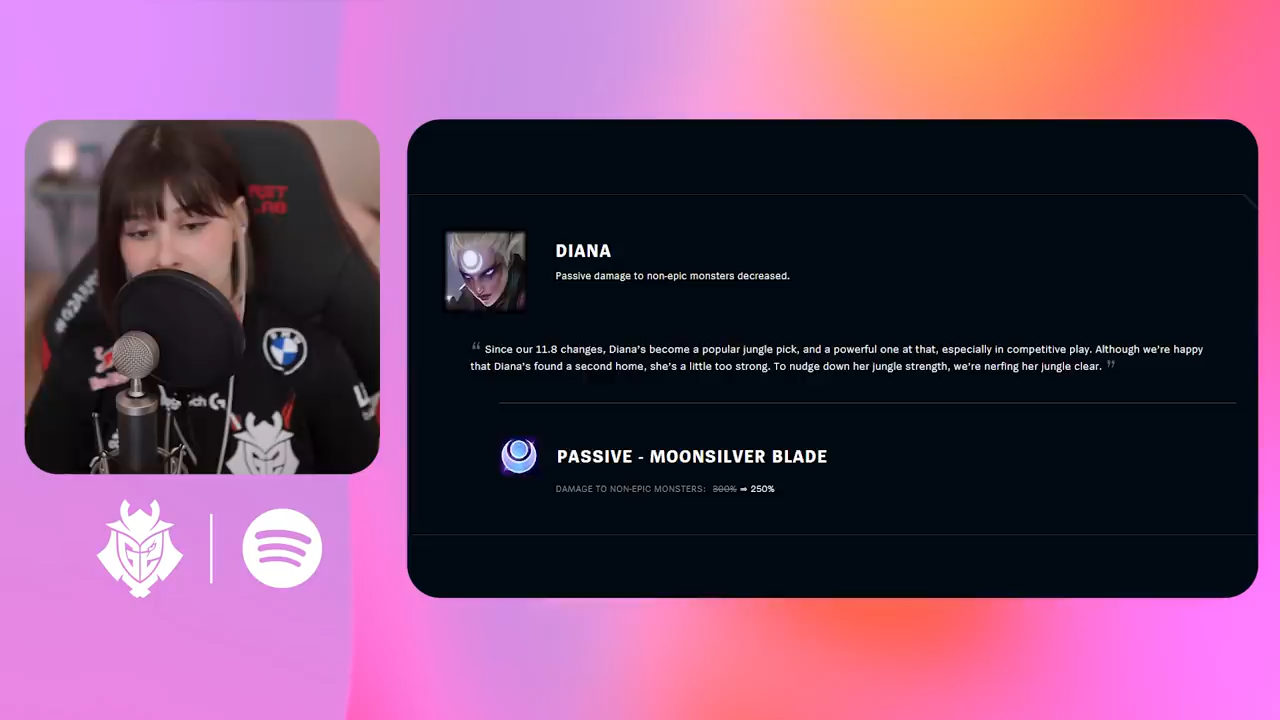 DIANA
Passive damage to non-epic monsters decreased.
“ Since our 11.8 changes, Diana’s become a popular jungle pick, and a powerful one at that, especially in competitive play. Although we’re happy
that Diana’s found a second home, she’s a little too strong. To nudge down her jungle strength, we’re nerfing her jungle clear. ”
PASSIVE - MOONSILVER BLADE
DAMAGE TO NON-EPIC MONSTERS: 300% ⇒ 250%